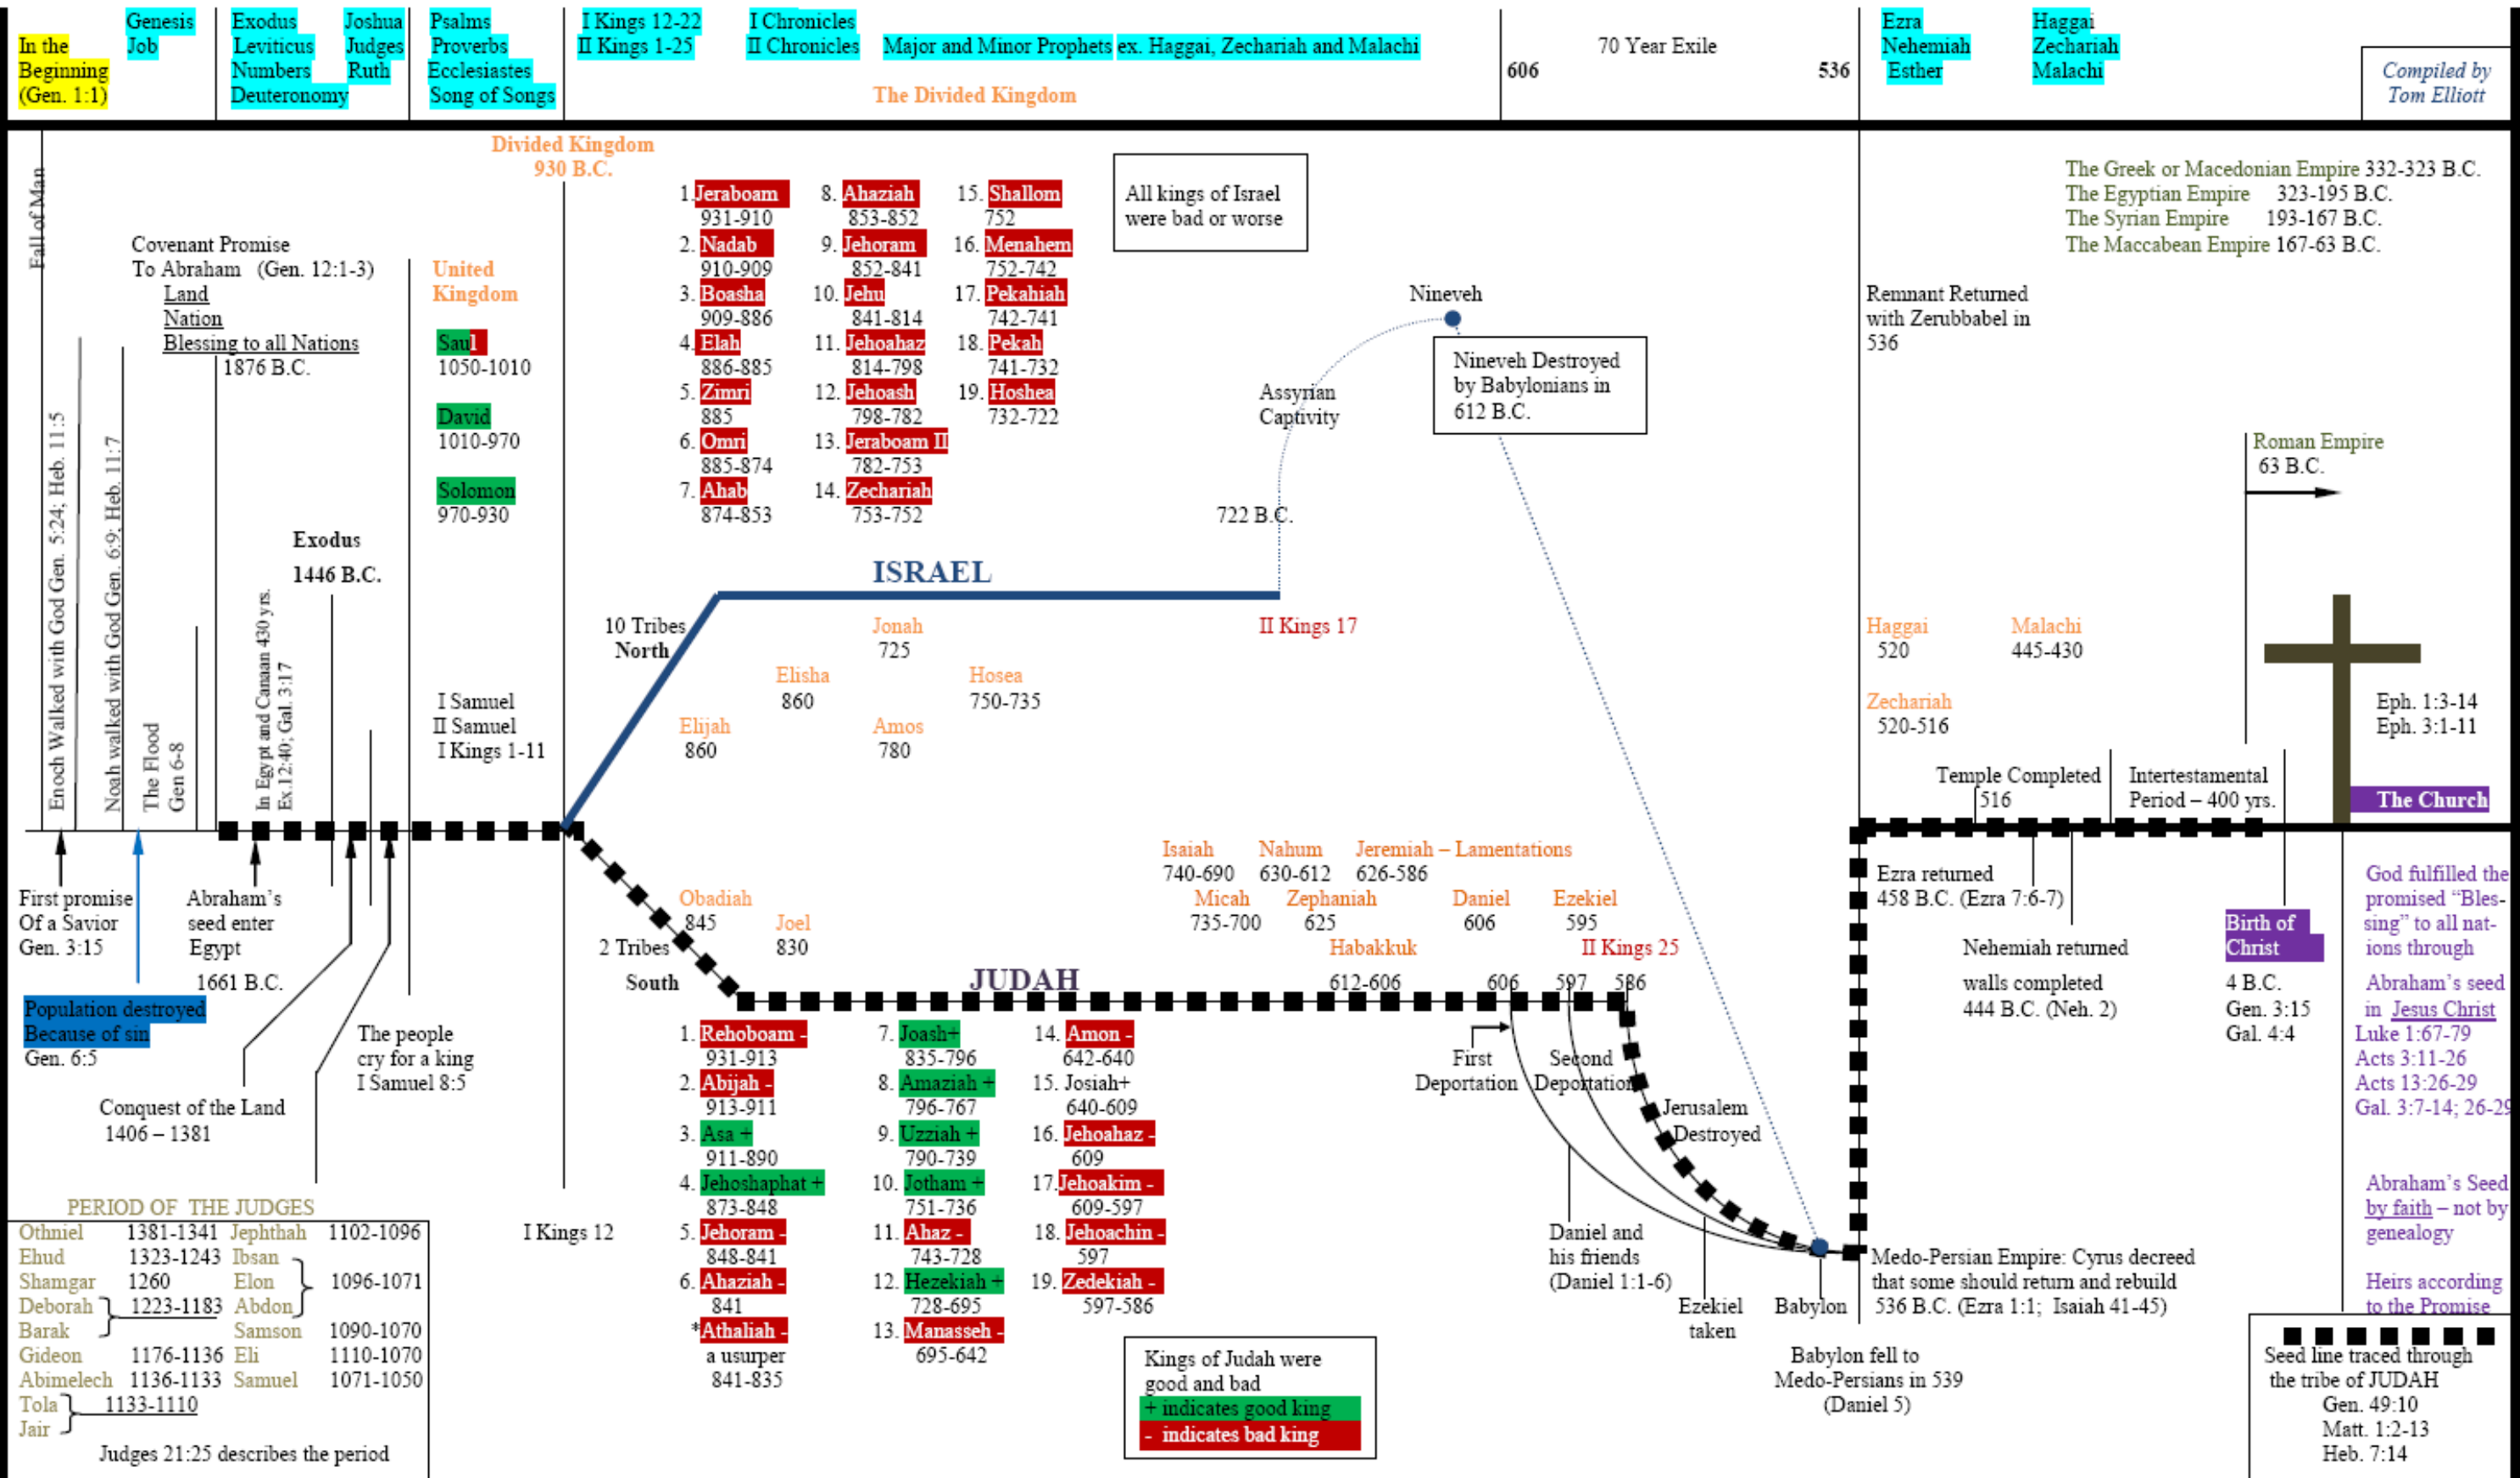 In the
Beginning
(Gen. 1:1)
Genesis
Job
Exodus
Leviticus
Numbers
Deuteronomy
Joshua
Judges
Ruth
Psalms
Proverbs
Ecclesiastes
Song of Songs
I Kings 12-22
II Kings 1-25
I Chronicles
II Chronicles
Major and Minor Prophets ex. Haggai, Zechariah and Malachi
The Divided Kingdom
606
70 Year Exile
536
Ezra
Nehemiah
Esther
Haggai
Zechariah
Malachi
Compiled by
Tom Elliott
Fall of Man
Enoch Walked with God Gen. 5:24; Heb. 11:5
Noah walked with God Gen. 6:9; Heb. 11:7
The Flood
Gen 6-8
Covenant Promise
To Abraham (Gen. 12:1-3)
Land
Nation
Blessing to all Nations
1876 B.C.
In Egypt and Canaan 430 yrs.
Ex.12:40; Gal. 3:17
Exodus
1446 B.C.
Divided Kingdom
930 B.C.
United
Kingdom
Saul
1050-1010
David
1010-970
Solomon
970-930
I Samuel
II Samuel
I Kings 1-11
1. Jeraboam
931-910
2. Nadab
910-909
3. Boasha
909-886
4. Elah
886-885
5. Zimri
885
6. Omri
885-874
7. Ahab
874-853
8. Ahaziah
853-852
9. Jehoram
852-841
10. Jehu
841-814
11. Jehoahaz
814-798
12. Jehoash
798-782
13. Jeraboam II
782-753
14. Zechariah
753-752
15. Shallom
752
16. Menahem
752-742
17. Pekahiah
742-741
18. Pekah
741-732
19. Hoshea
732-722
All kings of Israel
were bad or worse
Nineveh
Nineveh Destroyed
by Babylonians in
612 B.C.
Assyrian
Captivity
722 B.C.
ISRAEL
10 Tribes
North
Jonah
725
Elisha
860
Hosea
750-735
Elijah
860
Amos
780
II Kings 17
The Greek or Macedonian Empire 332-323 B.C.
The Egyptian Empire 323-195 B.C.
The Syrian Empire 193-167 B.C.
The Maccabean Empire 167-63 B.C.
Remnant Returned
with Zerubbabel in
536
Roman Empire
63 B.C.
Haggai
520
Malachi
445-430
Zechariah
520-516
Eph. 1:3-14
Eph. 3:1-11
Temple Completed
516
Intertestamental
Period – 400 yrs.
The Church
First promise
Of a Savior
Gen. 3:15
Population destroyed
Because of sin
Gen. 6:5
Abraham's
seed enter
Egypt
1661 B.C.
Conquest of the Land
1406 – 1381
The people
cry for a king
I Samuel 8:5
I Kings 12
Obadiah
845
Joel
830
2 Tribes
South
JUDAH
Isaiah
740-690
Nahum
630-612
Jeremiah – Lamentations
626-586
Micah
735-700
Zephaniah
625
Daniel
606
Ezekiel
595
Habakkuk
612-606
II Kings 25
606
597
586
1. Rehoboam -
931-913
2. Abijah -
913-911
3. Asa +
911-890
4. Jehoshaphat +
873-848
5. Jehoram -
848-841
6. Ahaziah -
841
*Athaliah -
a usurper
841-835
7. Joash+
835-796
8. Amaziah +
796-767
9. Uzziah +
790-739
10. Jotham +
751-736
11. Ahaz -
743-728
12. Hezekiah +
728-695
13. Manasseh -
695-642
14. Amon -
642-640
15. Josiah+
640-609
16. Jehoahaz -
609
17. Jehoakim -
609-597
18. Jehoachin -
597
19. Zedekiah -
597-586
Kings of Judah were
good and bad
+ indicates good king
- indicates bad king
First
Deportation
Second
Deportation
Jerusalem
Destroyed
Daniel and
his friends
(Daniel 1:1-6)
Ezekiel
taken
Babylon
Babylon fell to
Medo-Persians in 539
(Daniel 5)
Medo-Persian Empire: Cyrus decreed
that some should return and rebuild
536 B.C. (Ezra 1:1; Isaiah 41-45)
Ezra returned
458 B.C. (Ezra 7:6-7)
Nehemiah returned
walls completed
444 B.C. (Neh. 2)
Birth of
Christ
4 B.C.
Gen. 3:15
Gal. 4:4
God fulfilled the
promised “Bles-
sing” to all nat-
ions through
Abraham's seed
in Jesus Christ
Luke 1:67-79
Acts 3:11-26
Acts 13:26-29
Gal. 3:7-14; 26-29
Abraham's Seed
by faith – not by
genealogy
Heirs according
to the Promise
Seed line traced through
the tribe of JUDAH
Gen. 49:10
Matt. 1:2-13
Heb. 7:14
PERIOD OF THE JUDGES
Othniel 1381-1341
Ehud 1323-1243
Shamgar 1260
Deborah
Barak
1223-1183
Gideon 1176-1136
Abimelech 1136-1133
Tola
Jair
1133-1110
Jephthah 1102-1096
Ibsan
Elon
Abdon
1096-1071
Samson 1090-1070
Eli 1110-1070
Samuel 1071-1050
Judges 21:25 describes the period